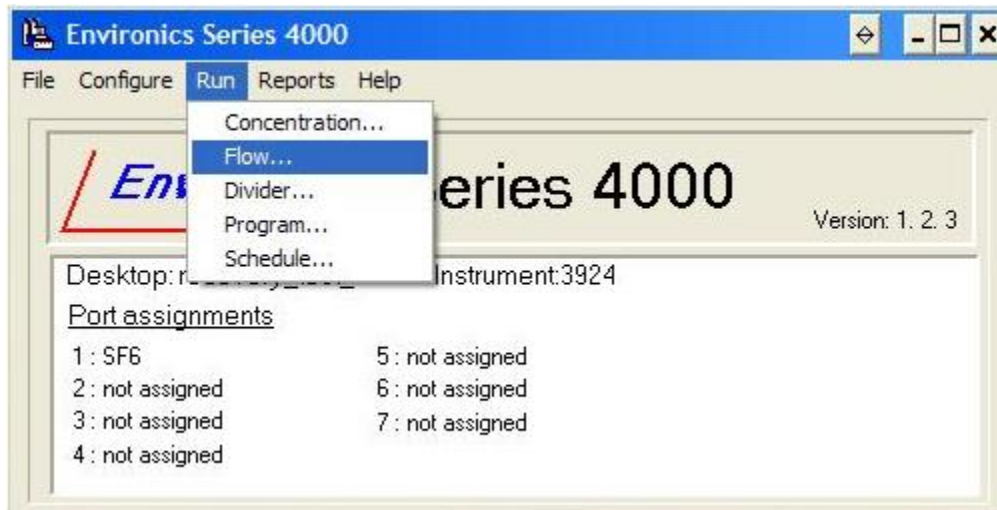 Environics Series 4000
File Configure Run Reports Help
Concentration...
Flow...
Divider...
Program...
Schedule...
Series 4000
Version: 1. 2. 3
Desktop: Instrument:3924
Port assignments
1 : SF6
2 : not assigned
3 : not assigned
4 : not assigned
5 : not assigned
6 : not assigned
7 : not assigned